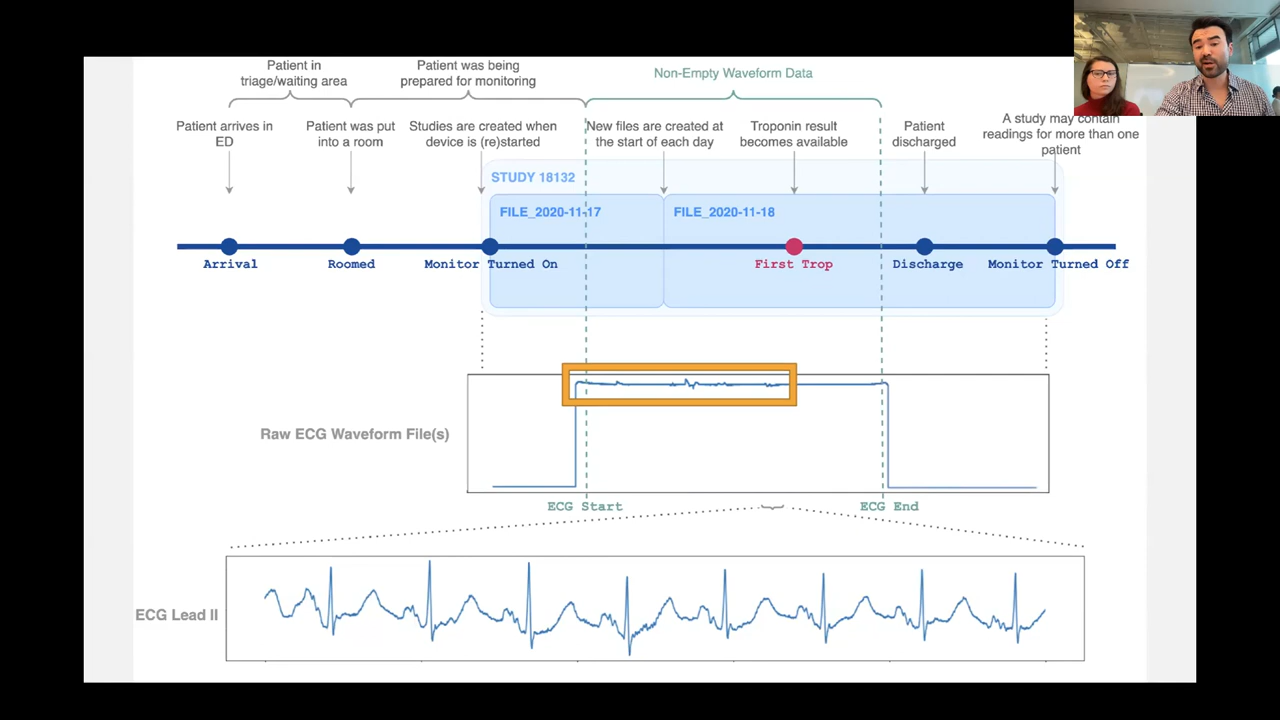 Patient in
triage/waiting area
Patient was being
prepared for monitoring
Non-Empty Waveform Data
Patient arrives in
ED
Patient was put
into a room
Studies are created when
device is (re)started
New files are created at
the start of each day
Troponin result
becomes available
Patient
discharged
A study may contain
readings for more than one
patient
STUDY 18132
FILE_2020-11-17
FILE_2020-11-18
Arrival
Roomed
Monitor Turned On
First Trop
Discharge
Monitor Turned Off
Raw ECG Waveform File(s)
ECG Start
ECG End
ECG Lead II